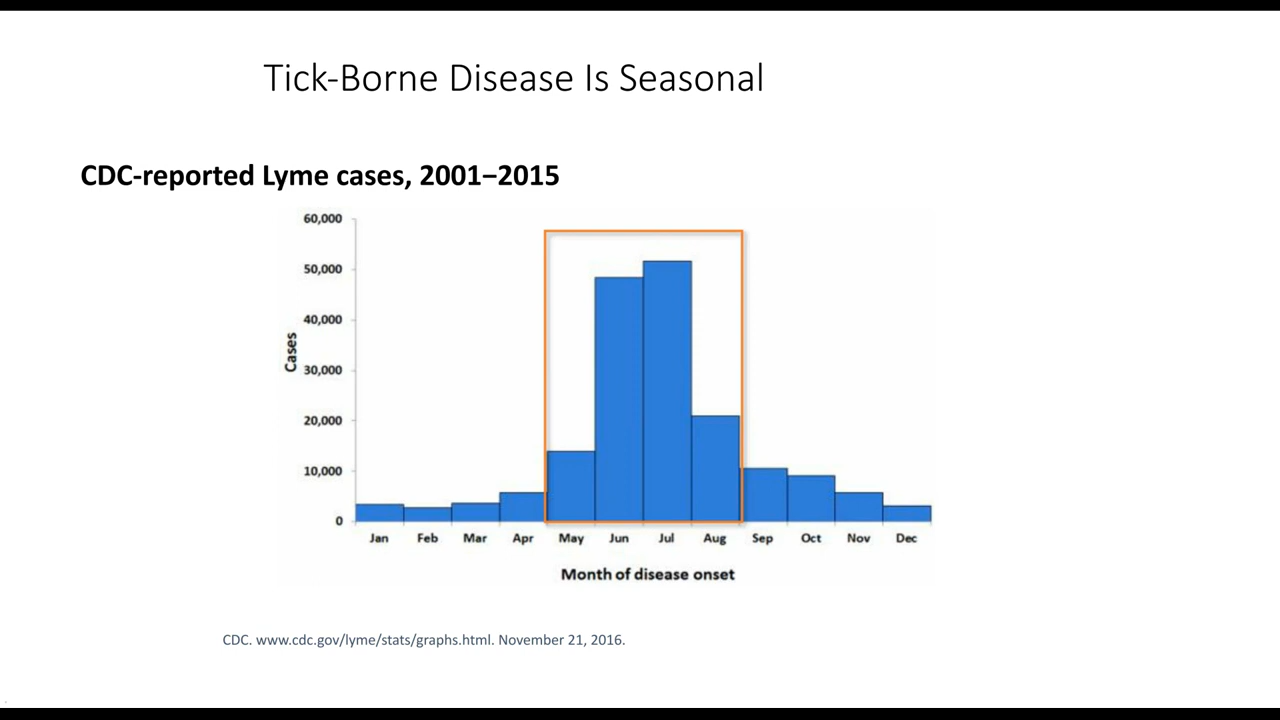 Tick-Borne Disease Is Seasonal
CDC-reported Lyme cases, 2001–2015
60,000
50,000
40,000
30,000
20,000
10,000
0
Cases
Jan Feb Mar Apr May Jun Jul Aug Sep Oct Nov Dec
Month of disease onset
CDC. www.cdc.gov/lyme/stats/graphs.html. November 21, 2016.